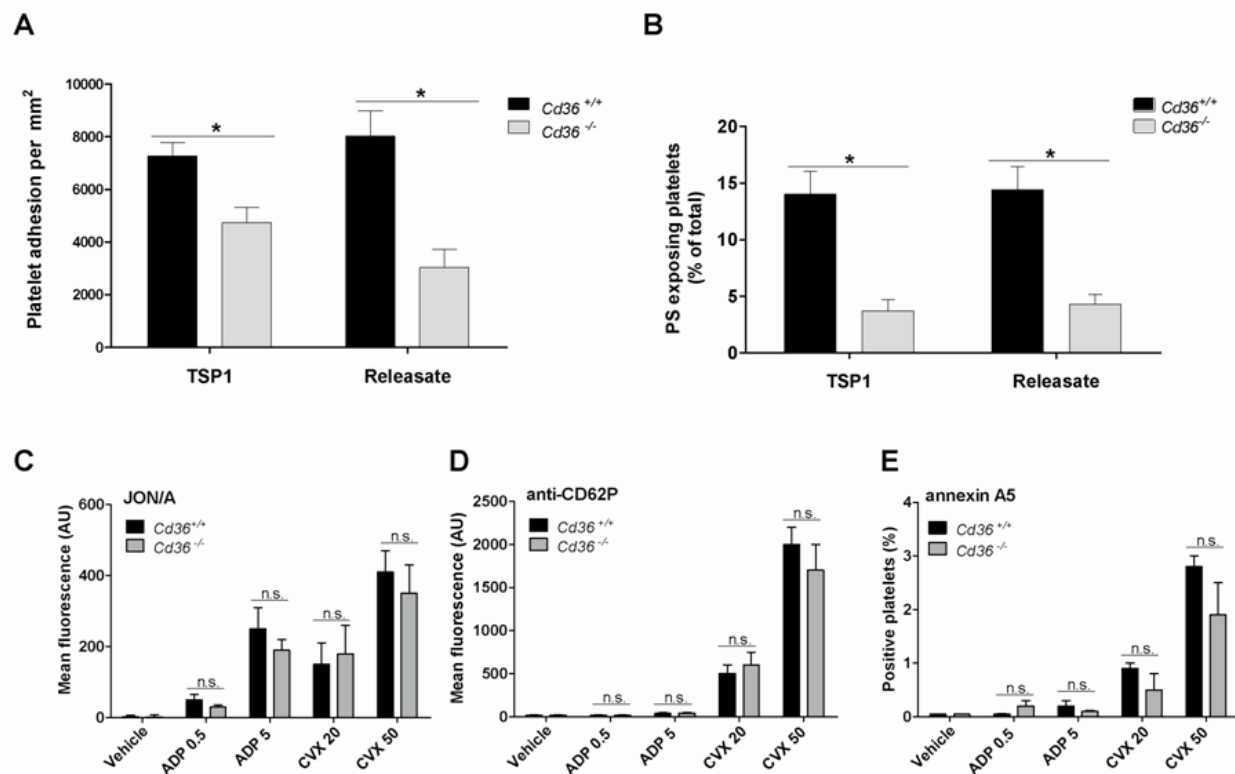 A
Platelet adhesion per mm²
10000
8000
6000
4000
2000
0
*
*
Cd36 +/+
Cd36 -/-
TSP1
Releasate
B
PS exposing platelets
(% of total)
20
15
10
5
0
*
*
Cd36+/+
Cd36-/-
TSP1
Releasate
C
JON/A
Cd36+/+
Cd36 -/-
Mean fluorescence (AU)
600
400
200
0
n.s.
n.s.
n.s.
n.s.
Vehicle
ADP 0.5
ADP 5
CVX 20
CVX 50
D
anti-CD62P
Cd36 +/+
Cd36 -/-
Mean fluorescence (AU)
2500
2000
1500
1000
500
0
n.s.
n.s.
n.s.
n.s.
Vehicle
ADP 0.5
ADP 5
CVX 20
CVX 50
E
annexin A5
Cd36 +/+
Cd36 -/-
Positive platelets (%)
4
3
2
1
0
n.s.
n.s.
n.s.
n.s.
Vehicle
ADP 0.5
ADP 5
CVX 20
CVX 50